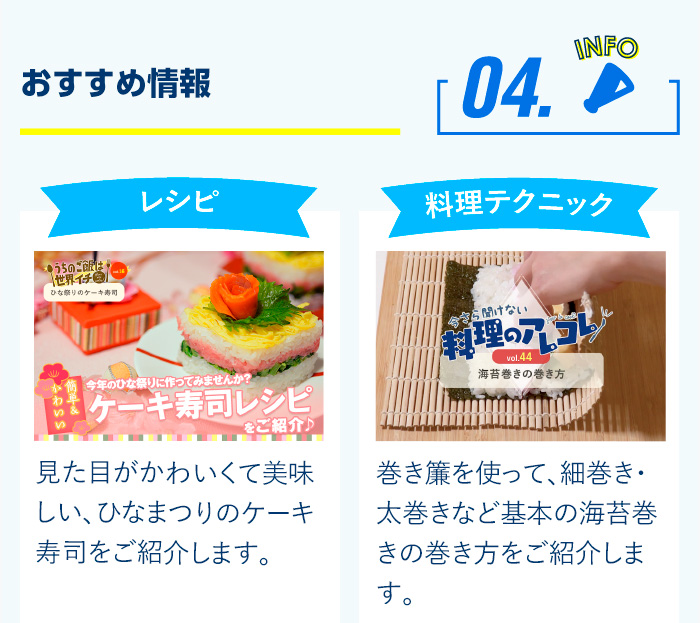 おすすめ情報
04.
INFO
レシピ
うちのご飯は
世界イチ
vol.18
ひな祭りのケーキ寿司
簡単&
かわいい
今年のひな祭りに作ってみませんか?
ケーキ寿司レシピ
をご紹介♪
見た目がかわいくて美味
しい、ひなまつりのケーキ
寿司をご紹介します。
料理テクニック
今さら聞けない
料理のアレコレ
vol.44
海苔巻きの巻き方
巻き簾を使って、細巻き・
太巻きなど基本の海苔巻
きの巻き方をご紹介しま
す。